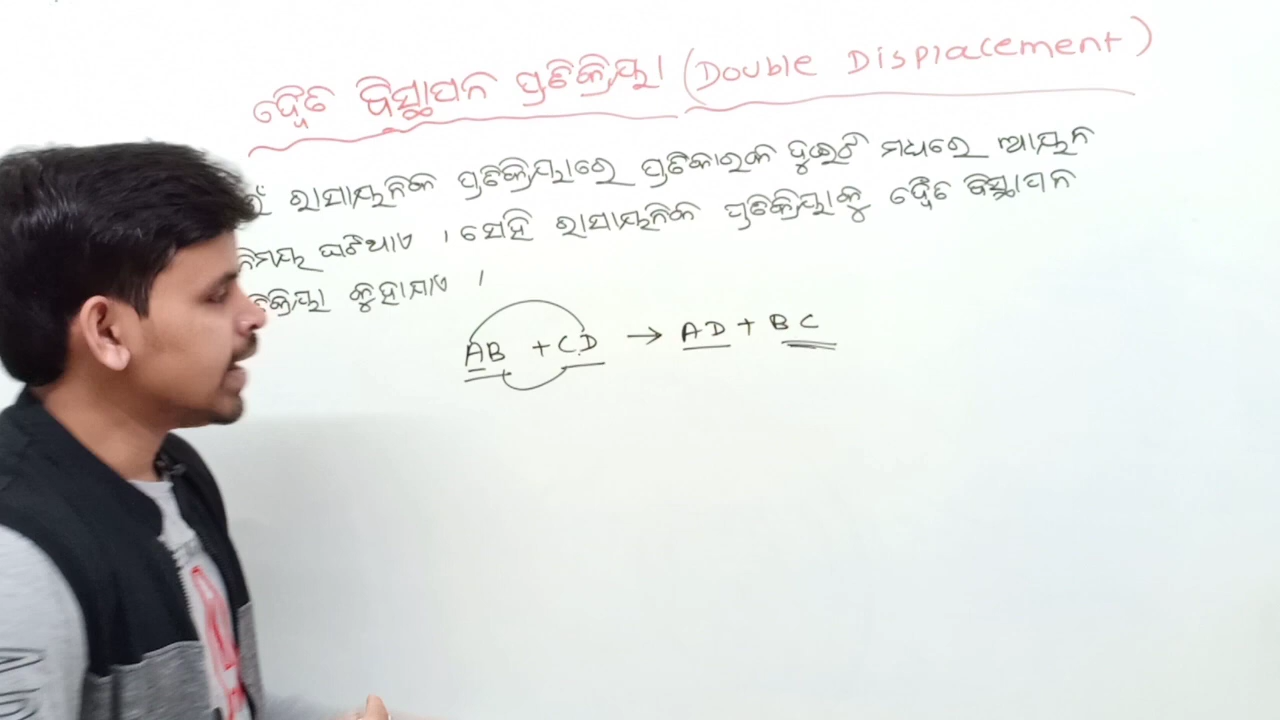 ଦ୍ୱୈତ ବିସ୍ଥାପନ ପ୍ରତିକ୍ରିୟା (Double Displacement)
ରାସାୟନିକ ପ୍ରତିକ୍ରିୟାରେ ପ୍ରତିକାରକ ଦୁଇଟି ମଧ୍ୟରେ ଆୟନ
ଘଟିଥାଏ । ସେହି ରାସାୟନିକ ପ୍ରତିକ୍ରିୟାକୁ ଦ୍ୱୈତ ବିସ୍ଥାପନ
କୁହାଯାଏ ।
AB + CD → AD + BC